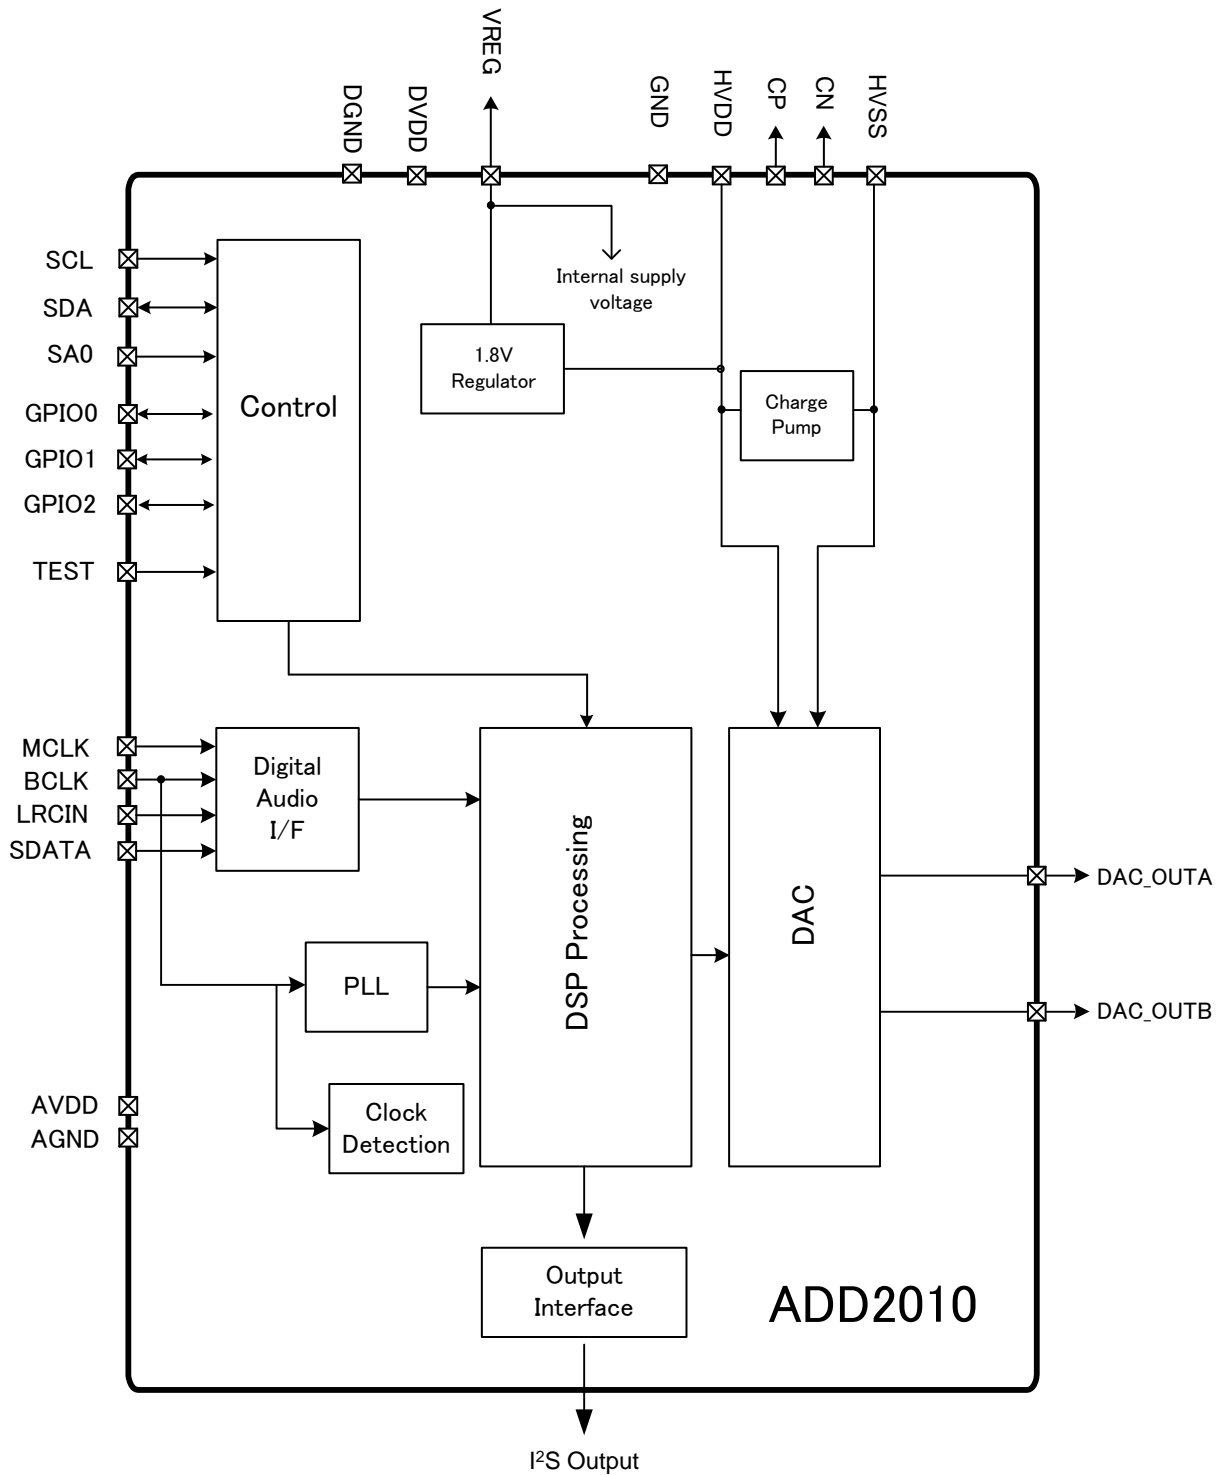 VREG
DGND
DVDD
GND
HVDD
CP
CN
HVSS
SCL
SDA
SA0
GPIO0
GPIO1
GPIO2
TEST
Control
Internal supply
voltage
1.8V
Regulator
Charge
Pump
MCLK
BCLK
LRCIN
SDATA
Digital
Audio
I/F
DSP Processing
DAC
DAC_OUTA
DAC_OUTB
PLL
Clock
Detection
AVDD
AGND
Output
Interface
ADD2010
I²S Output